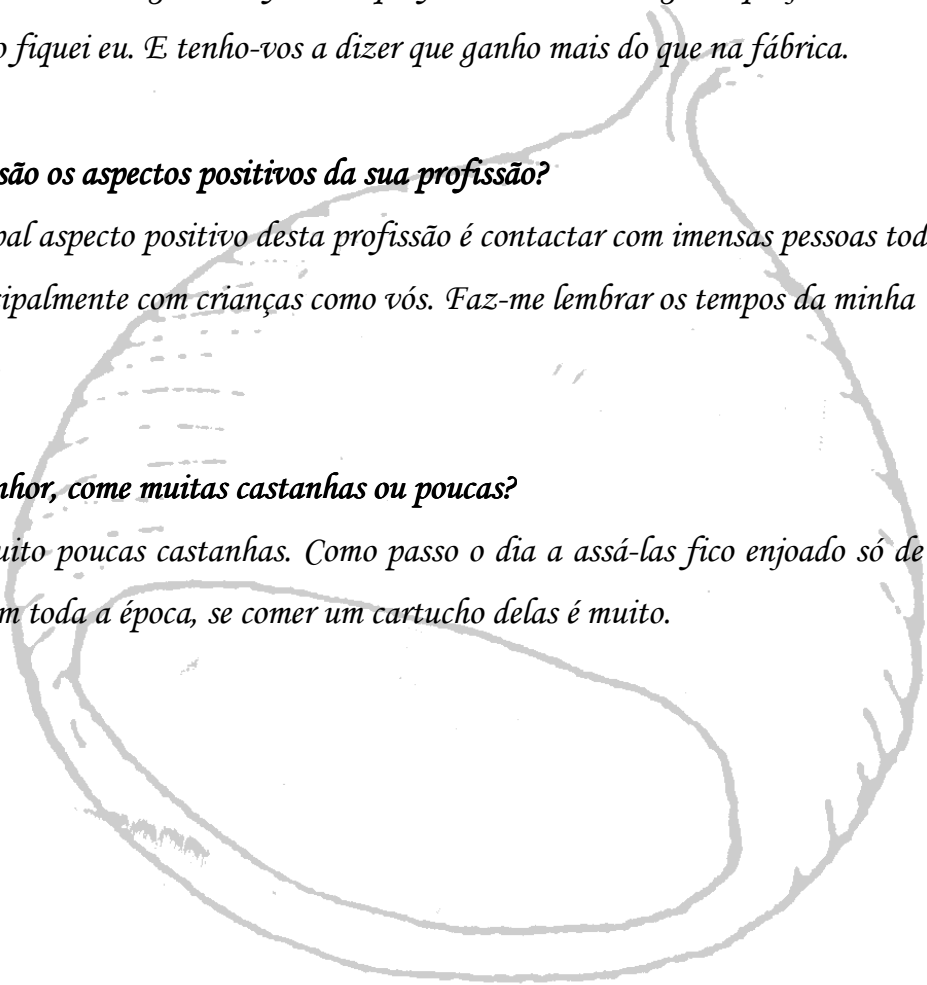 fiquei eu. E tenho-vos a dizer que ganho mais do que na fábrica.
são os aspectos positivos da sua profissão?
pal aspecto positivo desta profissão é contactar com imensas pessoas tod
cipalmente com crianças como vós. Faz-me lembrar os tempos da minha
nhor, come muitas castanhas ou poucas?
uito poucas castanhas. Como passo o dia a assá-las fico enjoado só de
m toda a época, se comer um cartucho delas é muito.